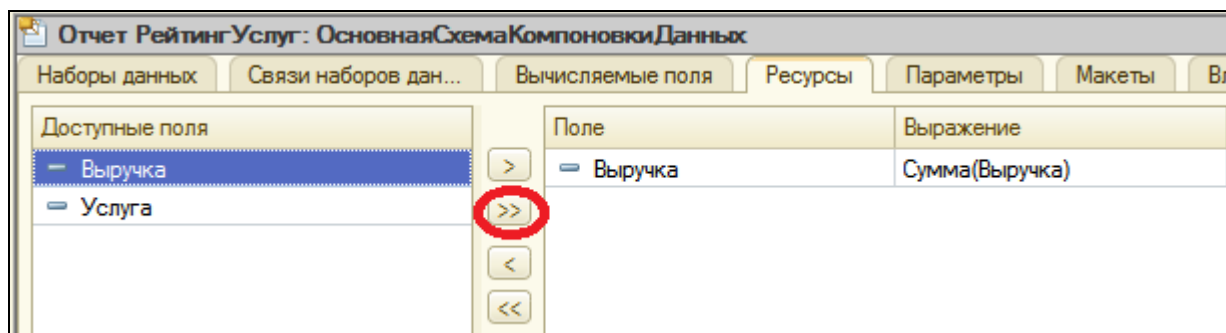 Отчет РейтингУслуг: ОсновнаяСхемаКомпоновкиДанных
Наборы данных Связи наборов дан... Вычисляемые поля Ресурсы Параметры Макеты
Доступные поля Поле Выражение
Выручка > Выручка Сумма(Выручка)
Услуга >>
<
<<